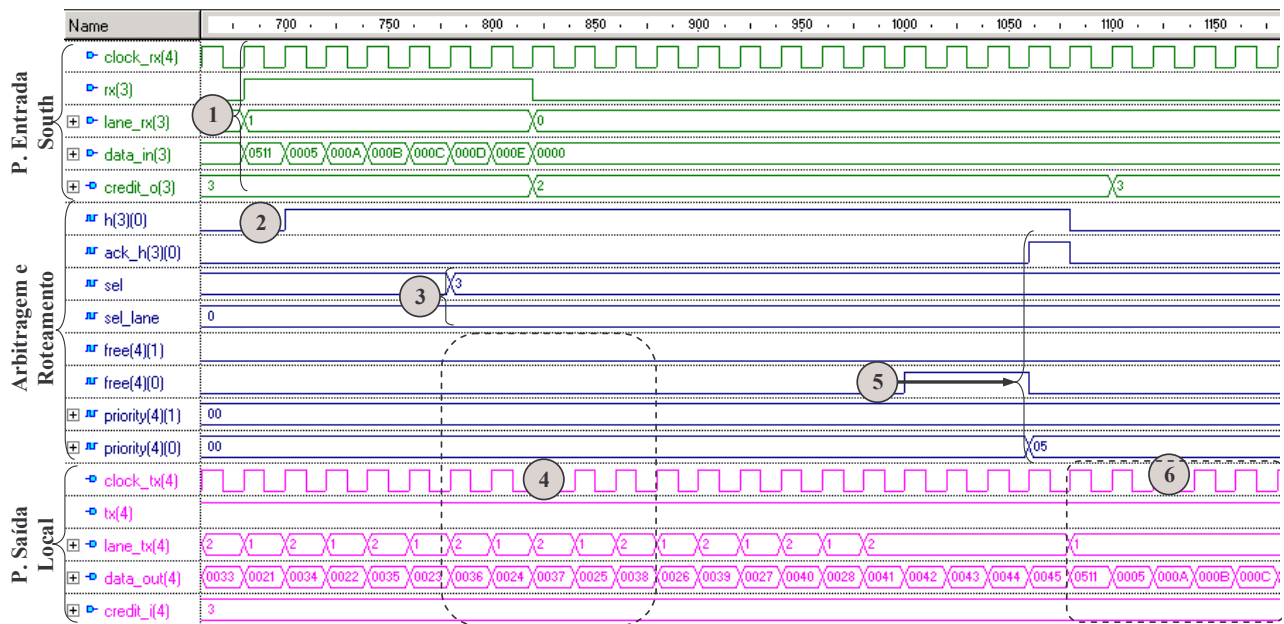 Name 700 750 800 850 900 950 1000 1050 1100 1150
P. Entrada
South
clock_rx(4)
rx(3)
lane_rx(3) 1 0
data_in(3) 0511 0005 000A 000B 000C 000D 000E 0000
credit_o(3) 3 2 3
1
Arbitragem e
Roteamento
h(3)(0)
2
ack_h(3)(0)
sel 3
3
sel_lane 0
free(4)(1)
free(4)(0)
5
priority(4)(1) 00
priority(4)(0) 00 05
P. Saída
Local
clock_tx(4)
4
6
tx(4)
lane_tx(4) 2 1 2 1 2 1 2 1 2 1 2 1 2 1 2 1 2 1
data_out(4) 0033 0021 0034 0022 0035 0023 0036 0024 0037 0025 0038 0026 0039 0027 0040 0028 0041 0042 0043 0044 0045 0511 0005 000A 000B 000C
credit_i(4) 3